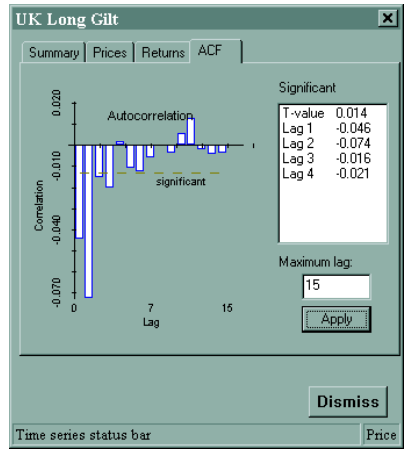 UK Long Gilt
Summary
Prices
Returns
ACF
Autocorrelation
Correlation
0.020
-0.010
-0.040
-0.070
significant
0
7
15
Lag
Significant
T-value 0.014
Lag 1 -0.046
Lag 2 -0.074
Lag 3 -0.016
Lag 4 -0.021
Maximum lag:
15
Apply
Dismiss
Time series status bar
Price